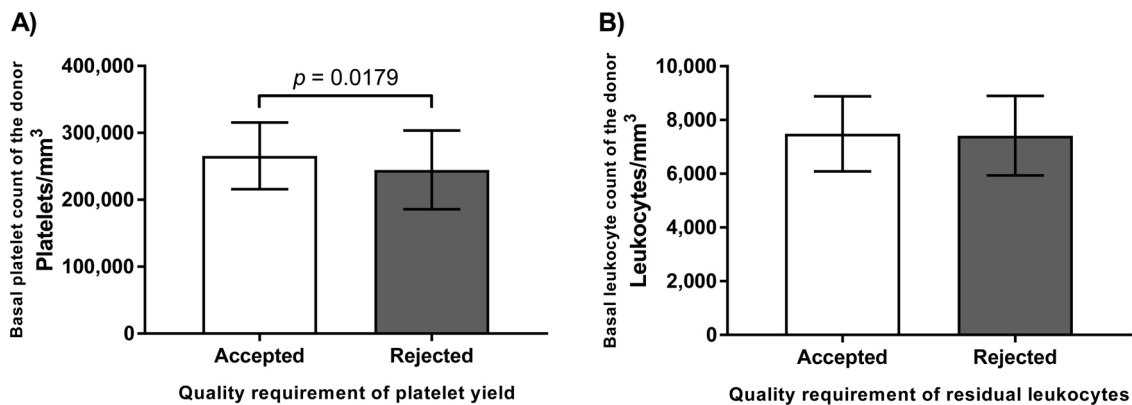 A)
Basal platelet count of the donor
Platelets/mm³
400,000
300,000
200,000
100,000
0
p = 0.0179
Accepted
Rejected
Quality requirement of platelet yield
B)
Basal leukocyte count of the donor
Leukocytes/mm³
10,000
8,000
6,000
4,000
2,000
0
Accepted
Rejected
Quality requirement of residual leukocytes